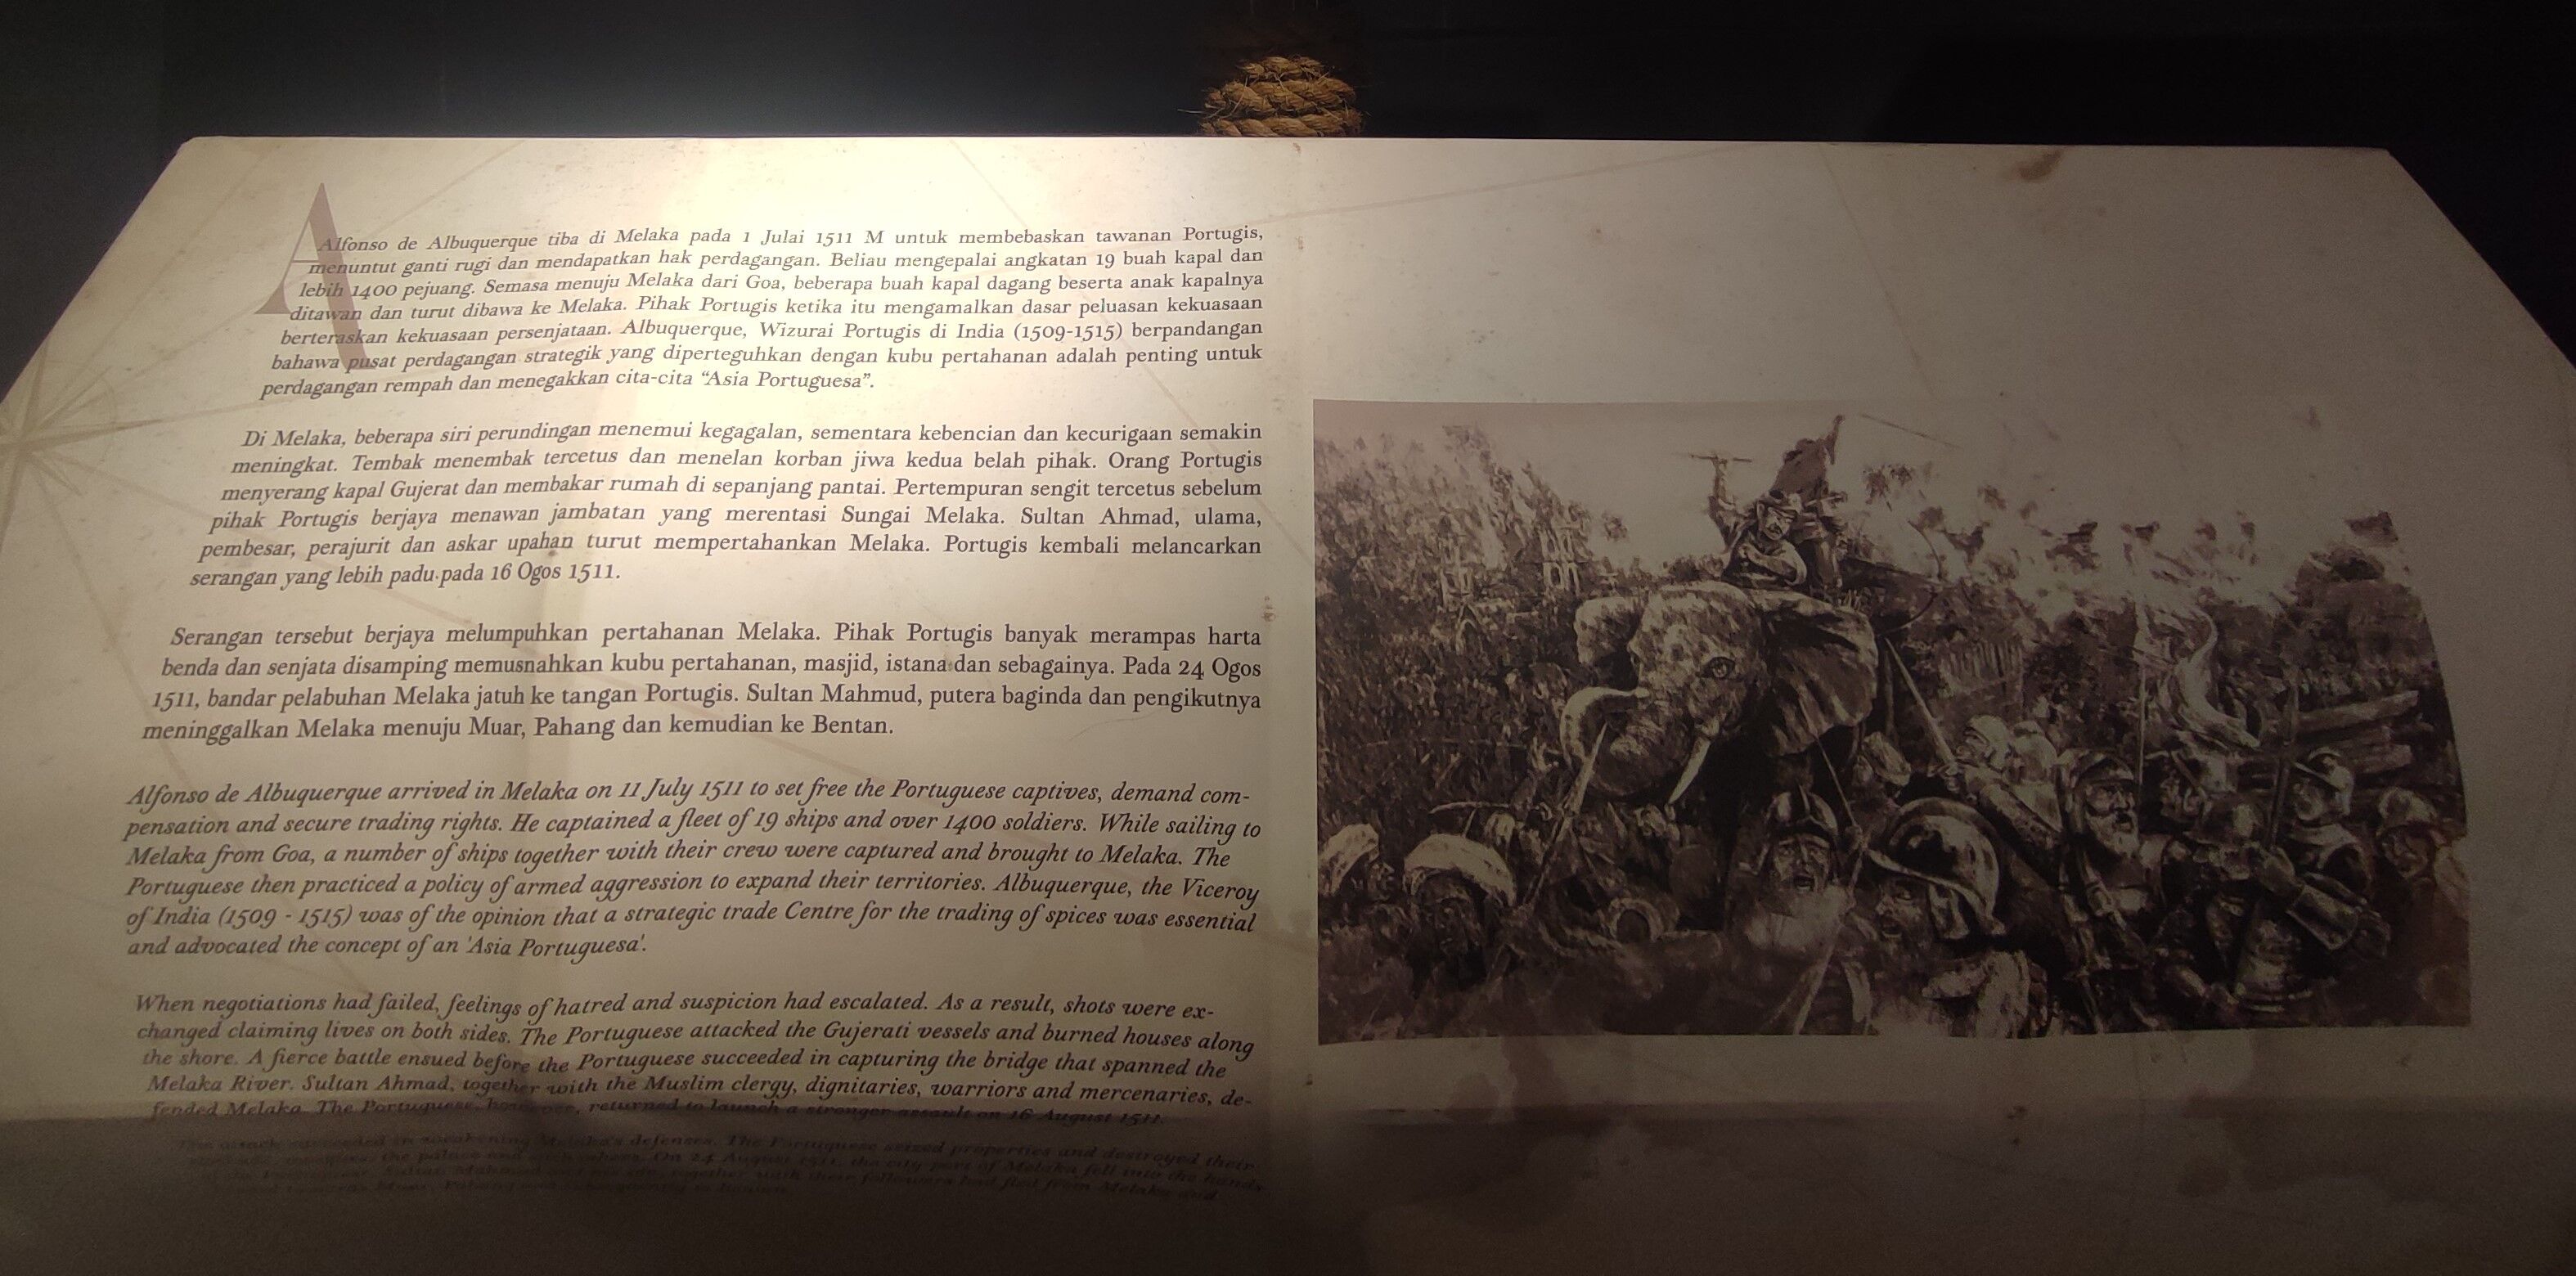 Alfonso de Albuquerque tiba di Melaka pada 1 Julai 1511 M untuk membebaskan tawanan Portugis,
menuntut ganti rugi dan mendapatkan hak perdagangan. Beliau mengepalai angkatan 19 buah kapal dan
lebih 1400 pejuang. Semasa menuju Melaka dari Goa, beberapa buah kapal dagang beserta anak kapalnya
ditawan dan turut dibawa ke Melaka. Pihak Portugis ketika itu mengamalkan dasar peluasan kekuasaan
berteraskan kekuasaan persenjataan. Albuquerque, Wizurai Portugis di India (1509-1515) berpandangan
bahawa pusat perdagangan strategik yang diperteguhkan dengan kubu pertahanan adalah penting untuk
perdagangan rempah dan menegakkan cita-cita “Asia Portuguesa”.
Di Melaka, beberapa siri perundingan menemui kegagalan, sementara kebencian dan kecurigaan semakin
meningkat. Tembak menembak tercetus dan menelan korban jiwa kedua belah pihak. Orang Portugis
menyerang kapal Gujerat dan membakar rumah di sepanjang pantai. Pertempuran sengit tercetus sebelum
pihak Portugis berjaya menawan jambatan yang merentasi Sungai Melaka. Sultan Ahmad, ulama,
pembesar, perajurit dan askar upahan turut mempertahankan Melaka. Portugis kembali melancarkan
serangan yang lebih padu pada 16 Ogos 1511.
Serangan tersebut berjaya melumpuhkan pertahanan Melaka. Pihak Portugis banyak merampas harta
benda dan senjata disamping memusnahkan kubu pertahanan, masjid, istana dan sebagainya. Pada 24 Ogos
1511, bandar pelabuhan Melaka jatuh ke tangan Portugis. Sultan Mahmud, putera baginda dan pengikutnya
meninggalkan Melaka menuju Muar, Pahang dan kemudian ke Bentan.
Alfonso de Albuquerque arrived in Melaka on 11 July 1511 to set free the Portuguese captives, demand com-
pensation and secure trading rights. He captained a fleet of 19 ships and over 1400 soldiers. While sailing to
Melaka from Goa, a number of ships together with their crew were captured and brought to Melaka. The
Portuguese then practiced a policy of armed aggression to expand their territories. Albuquerque, the Viceroy
of India (1509 - 1515) was of the opinion that a strategic trade Centre for the trading of spices was essential
and advocated the concept of an 'Asia Portuguesa'.
When negotiations had failed, feelings of hatred and suspicion had escalated. As a result, shots were ex-
changed claiming lives on both sides. The Portuguese attacked the Gujerati vessels and burned houses along
the shore. A fierce battle ensued before the Portuguese succeeded in capturing the bridge that spanned the
Melaka River. Sultan Ahmad, together with the Muslim clergy, dignitaries, warriors and mercenaries, de-
fended Melaka. The Portuguese, however, returned to launch a stronger assault on 16 August 1511.
attack succeeded in weakening Melaka's defenses. The Portuguese seized properties and destroyed their
the palace and On 24 August 1511, the city port of Melaka fell into the hands
Sultan Mahmud together with their followers had fled from Melaka and